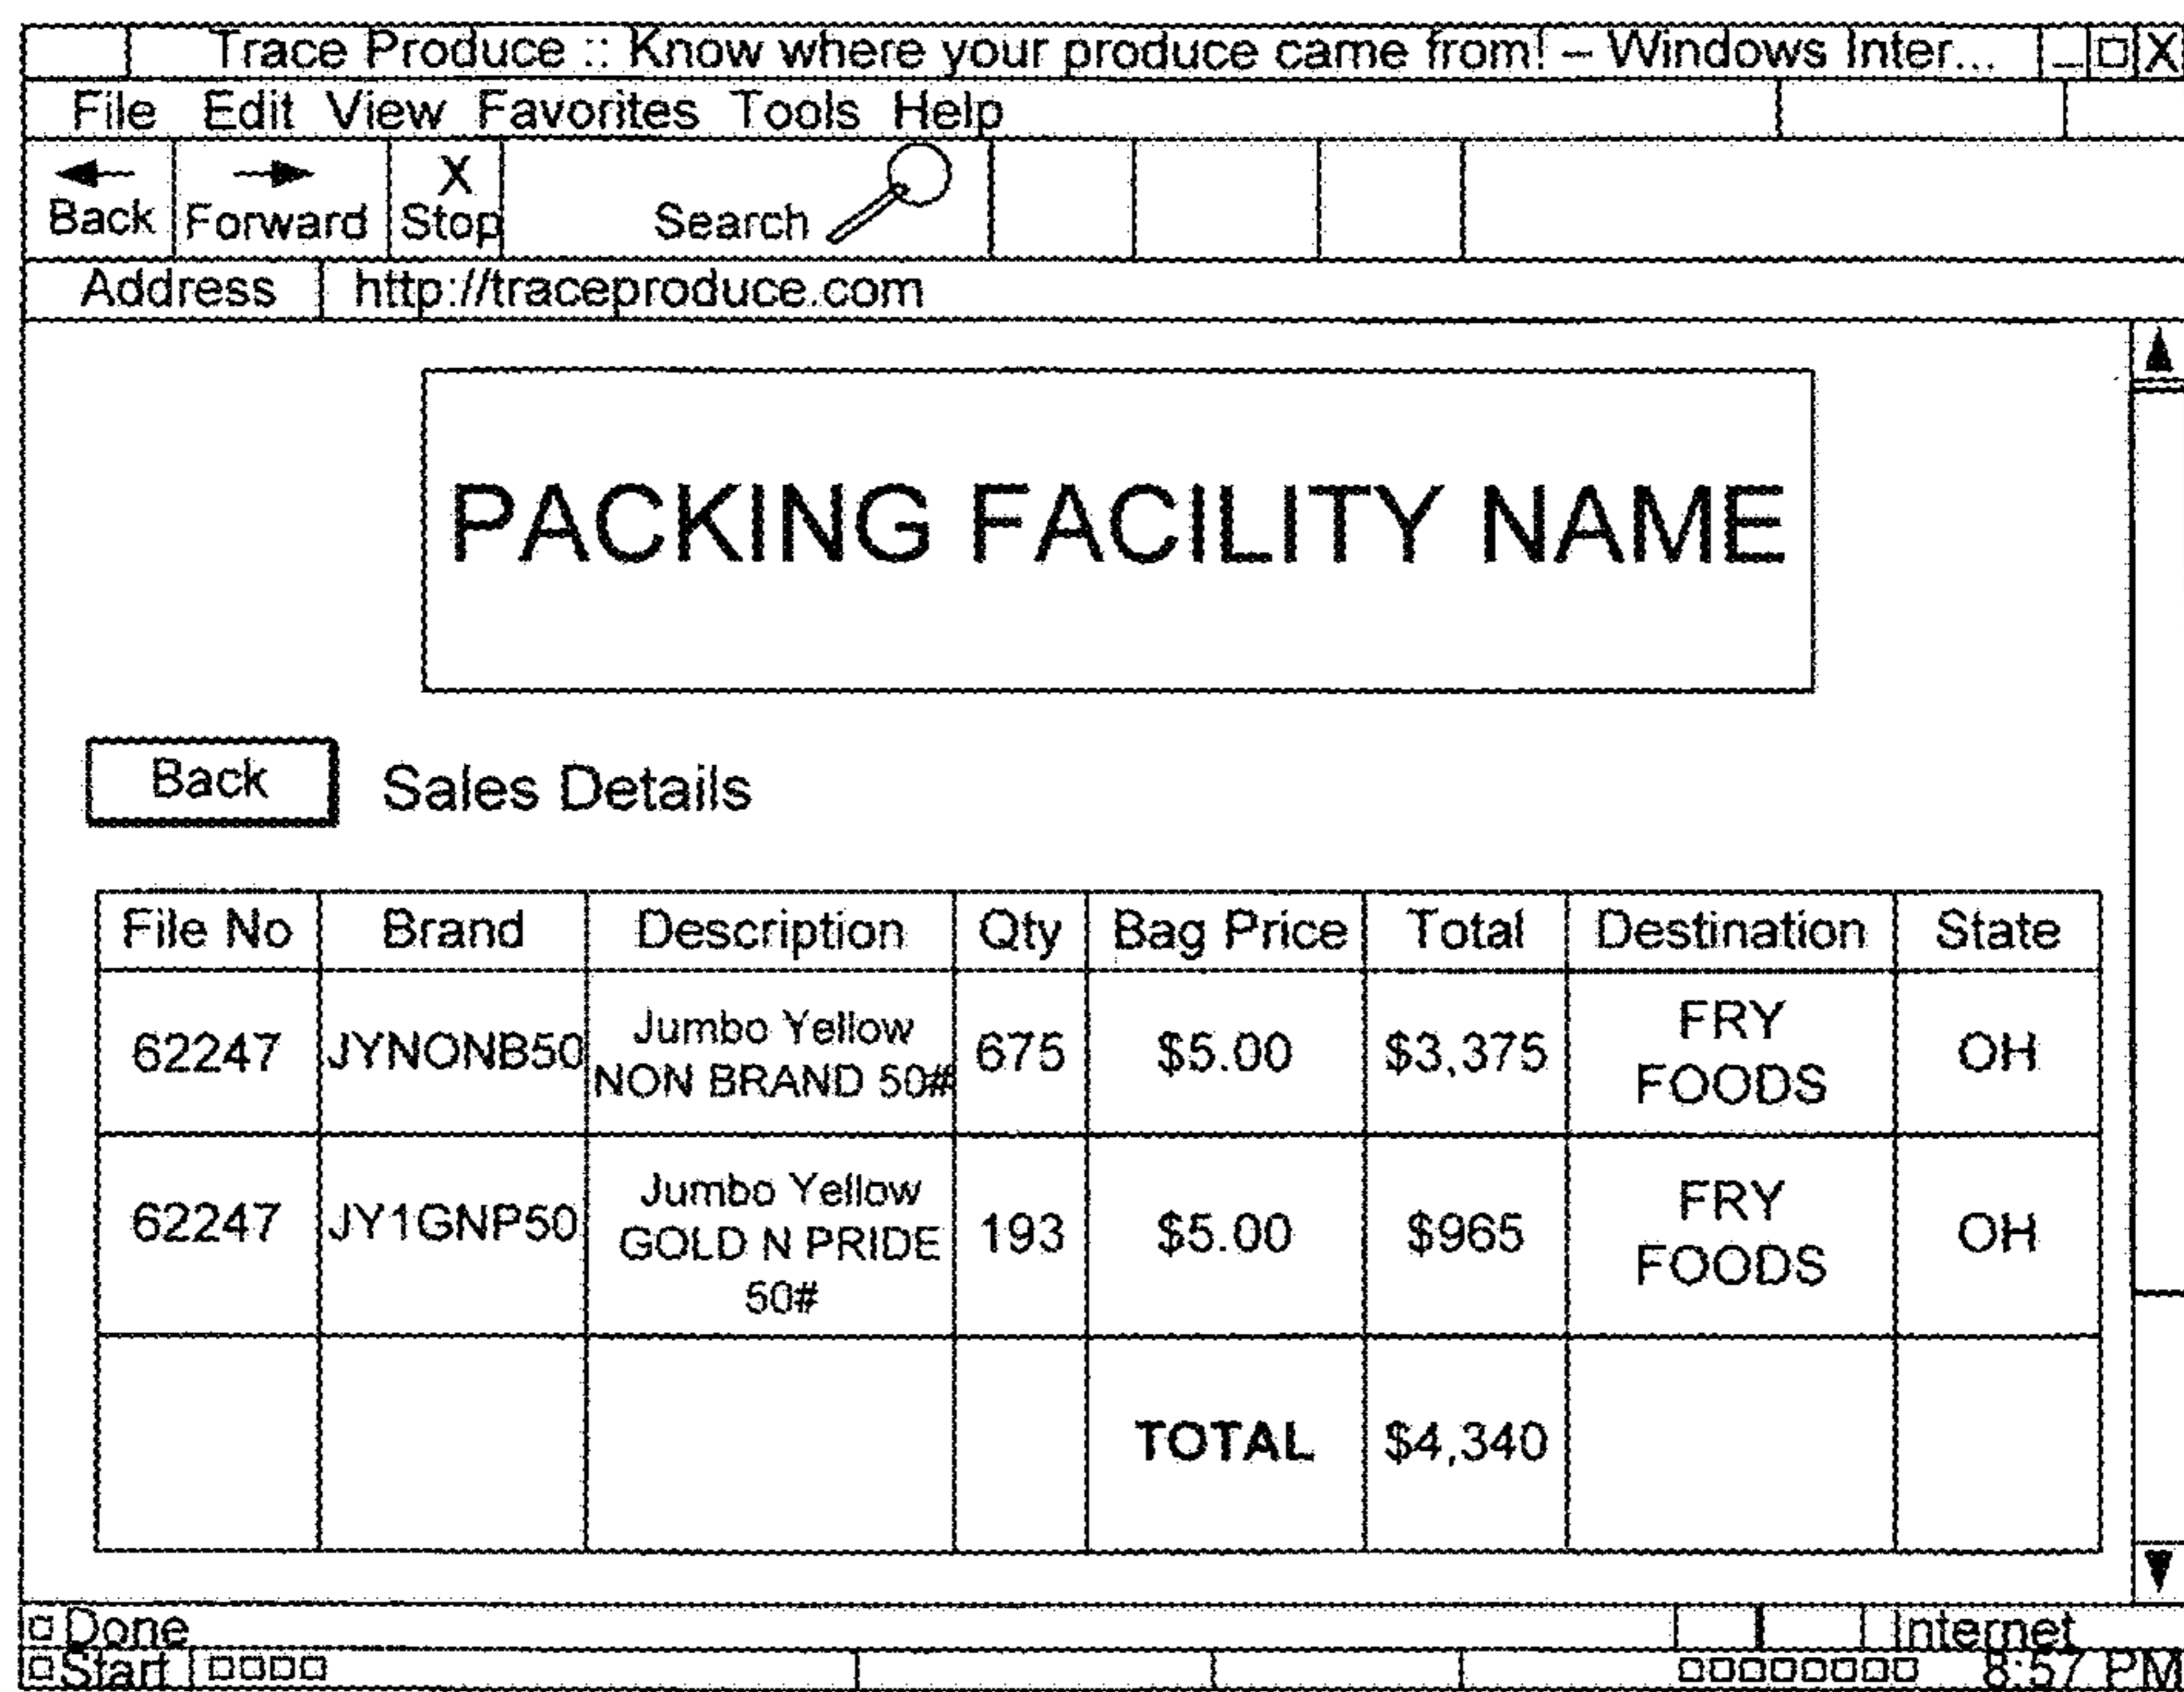 Trace Produce :: Know where your produce came from! – Windows Inter... _ □ X
File Edit View Favorites Tools Help
Back Forward X Stop Search
Address http://traceproduce.com
PACKING FACILITY NAME
Back Sales Details
File No Brand Description Qty Bag Price Total Destination State
62247 JYNONB50 Jumbo Yellow NON BRAND 50# 675 $5.00 $3,375 FRY FOODS OH
62247 JY1GNP50 Jumbo Yellow GOLD N PRIDE 50# 193 $5.00 $965 FRY FOODS OH
TOTAL $4,340
Done Internet
Start 8:57 PM